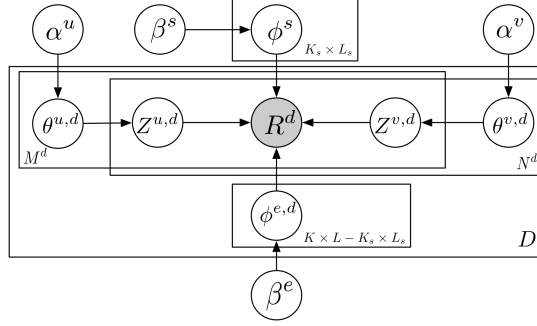 α^u β^s φ^s α^v
K_s × L_s
θ^{u,d} Z^{u,d} R^d Z^{v,d} θ^{v,d}
M^d N^d
φ^{e,d}
K × L − K_s × L_s D
β^e